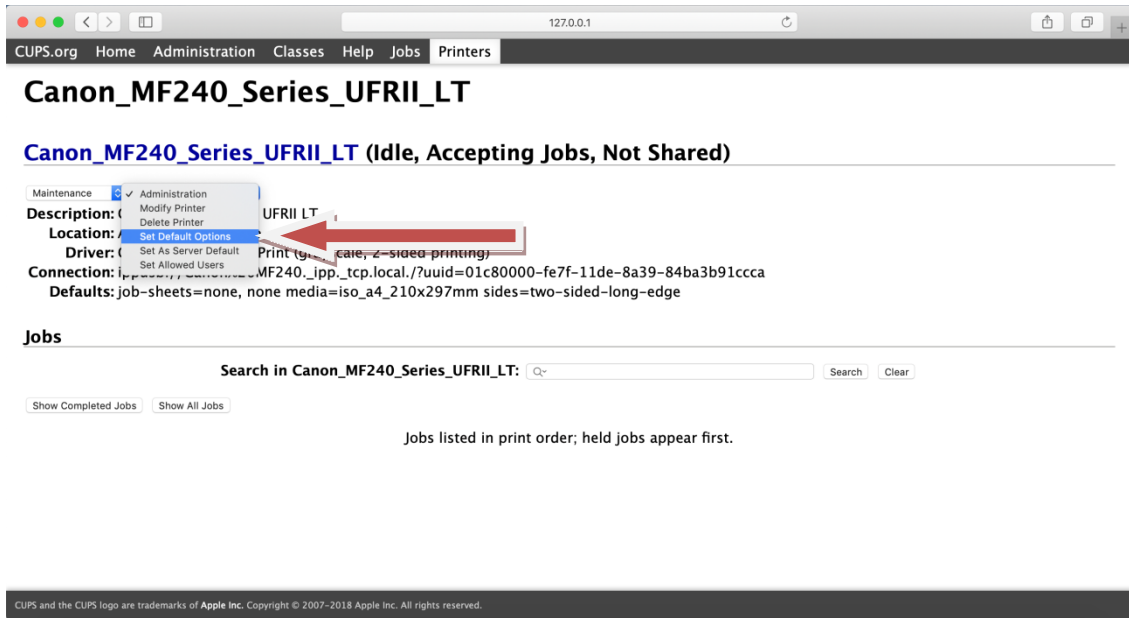 127.0.0.1
CUPS.org Home Administration Classes Help Jobs Printers
Canon_MF240_Series_UFRII_LT
Canon_MF240_Series_UFRII_LT (Idle, Accepting Jobs, Not Shared)
Maintenance
Administration
Modify Printer
Delete Printer
Set Default Options
Set As Server Default
Set Allowed Users
Description: UFRII LT
Location:
Driver: Print 2-sided printing)
Connection: MF240._ipp._tcp.local./?uuid=01c80000-fe7f-11de-8a39-84ba3b91ccca
Defaults: job-sheets=none, none media=iso_a4_210x297mm sides=two-sided-long-edge
Jobs
Search in Canon_MF240_Series_UFRII_LT: Search Clear
Show Completed Jobs Show All Jobs
Jobs listed in print order; held jobs appear first.
CUPS and the CUPS logo are trademarks of Apple Inc. Copyright © 2007-2018 Apple Inc. All rights reserved.